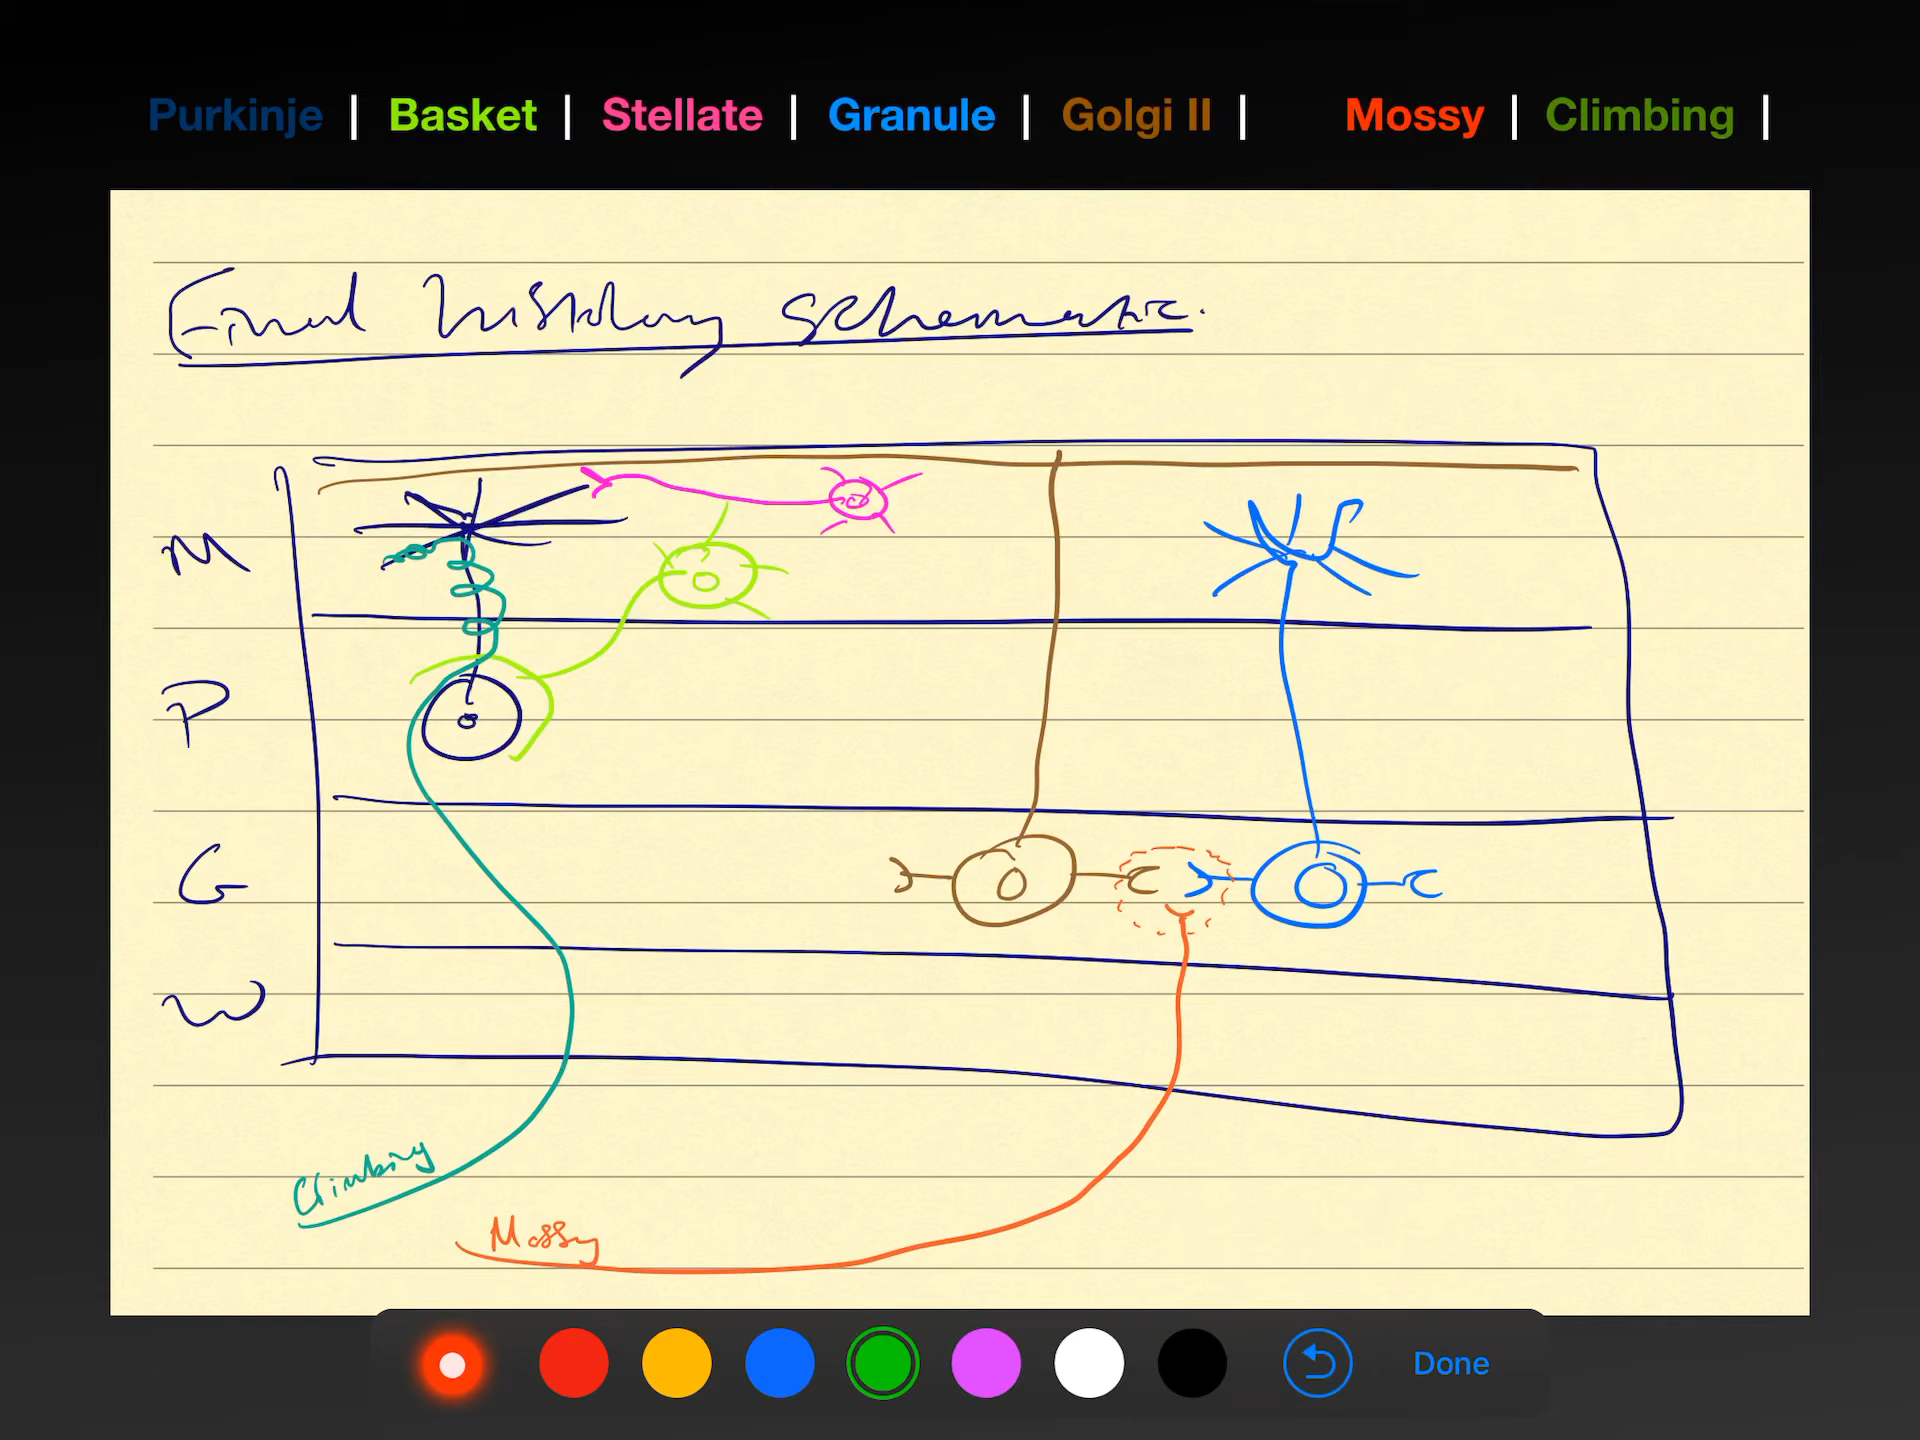 Purkinje | Basket | Stellate | Granule | Golgi II | Mossy | Climbing |
Final histology schematic.
M
P
G
W
Climbing
Mossy
Done